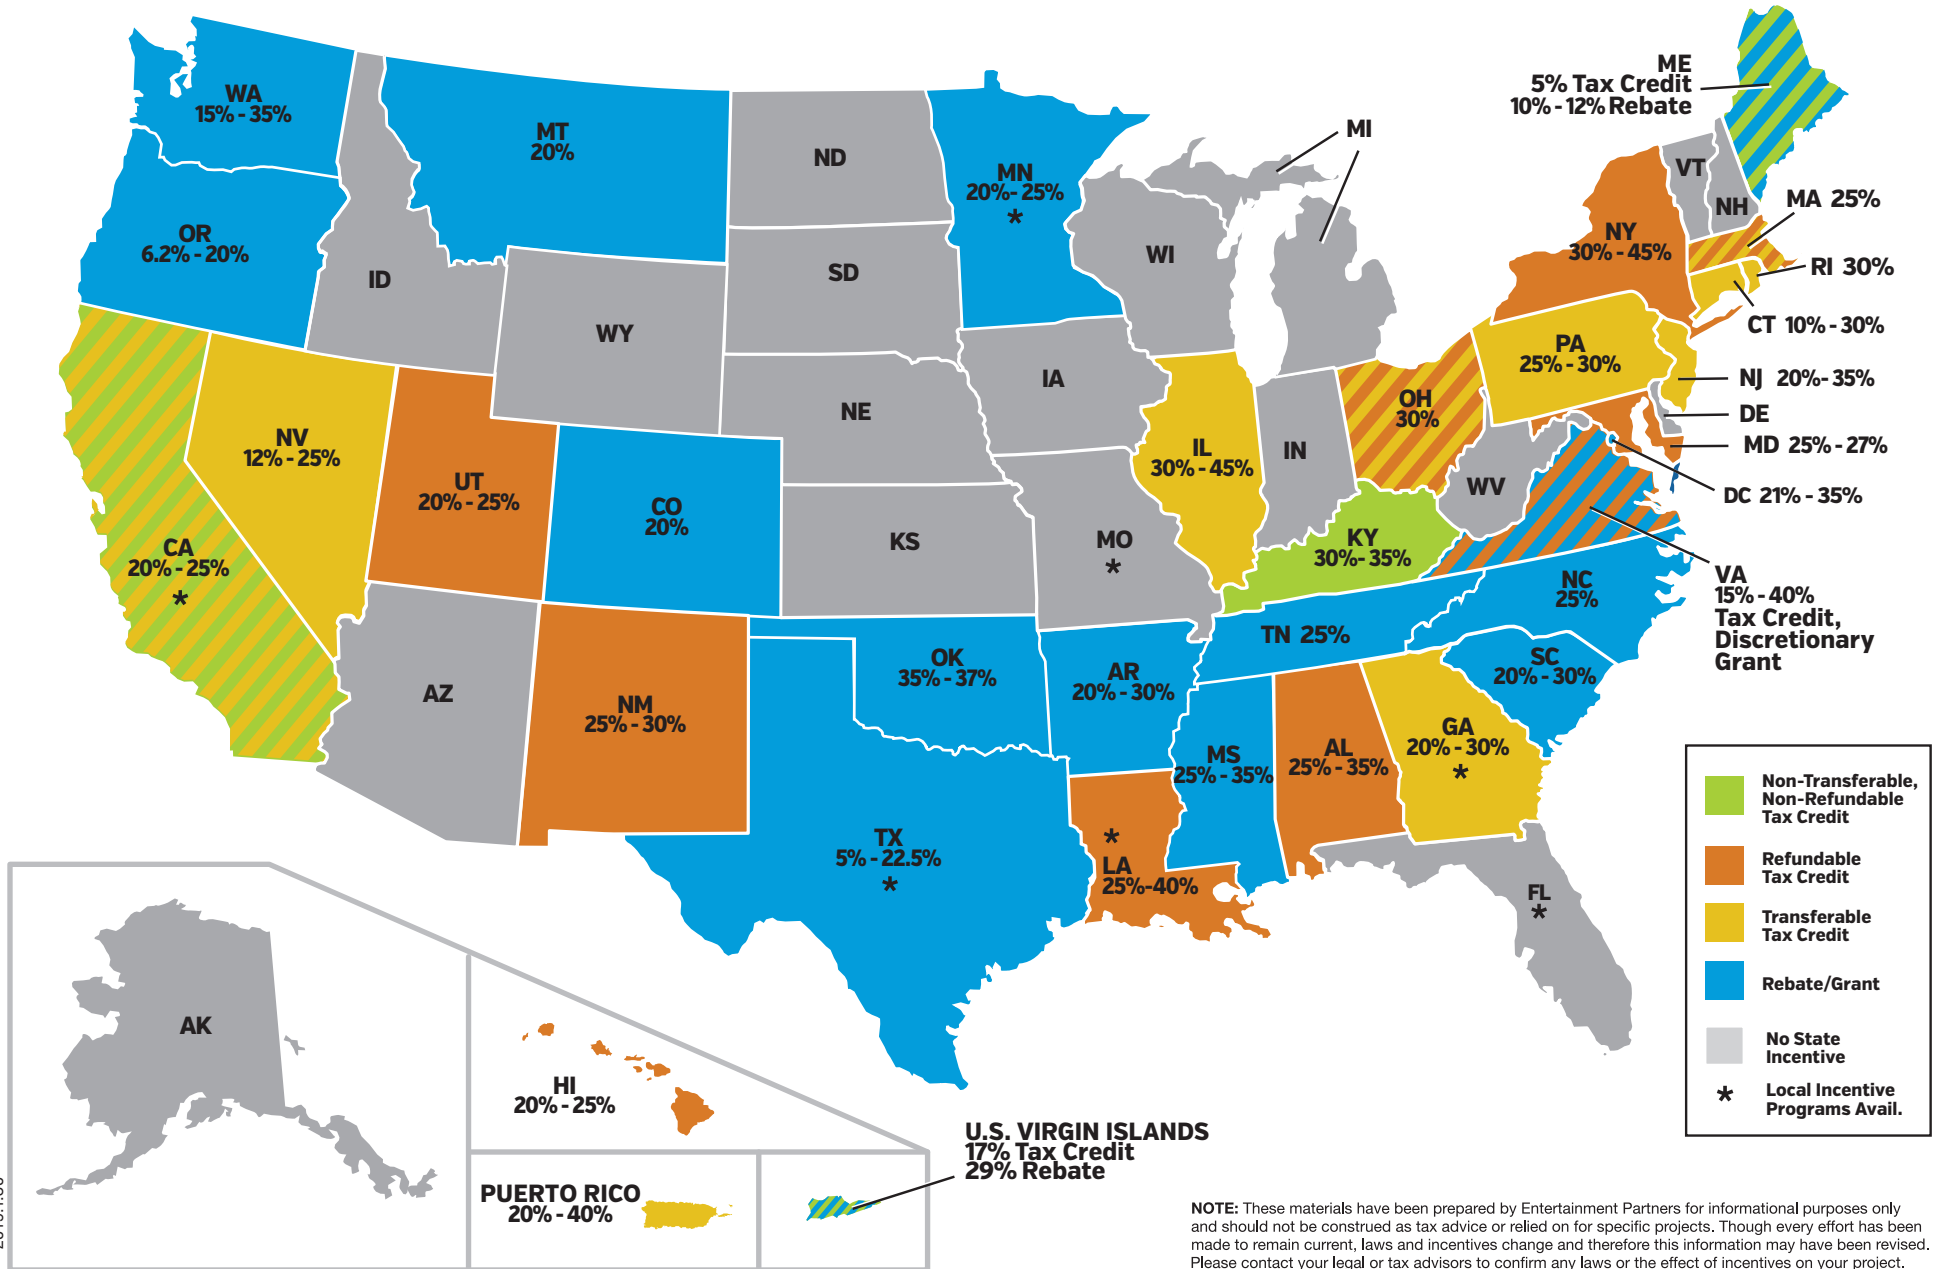 WA
15% - 35%
MT
20%
ND
MN
20% - 25%
*
MI
ME
5% Tax Credit
10% - 12% Rebate
VT
NH
MA 25%
OR
6.2% - 20%
ID
SD
WI
NY
30% - 45%
RI 30%
WY
CT 10% - 30%
PA
25% - 30%
IA
NJ 20% - 35%
NE
OH
30%
DE
NV
12% - 25%
IL
30% - 45%
IN
MD 25% - 27%
UT
20% - 25%
WV
DC 21% - 35%
CO
20%
KS
MO
*
KY
30% - 35%
CA
20% - 25%
*
VA
15% - 40%
Tax Credit,
Discretionary
Grant
NC
25%
TN 25%
OK
35% - 37%
AR
20% - 30%
SC
20% - 30%
AZ
NM
25% - 30%
MS
25% - 35%
AL
25% - 35%
GA
20% - 30%
*
TX
5% - 22.5%
*
*
LA
25%-40%
FL
*
Non-Transferable,
Non-Refundable
Tax Credit
Refundable
Tax Credit
Transferable
Tax Credit
Rebate/Grant
No State
Incentive
* Local Incentive
Programs Avail.
AK
HI
20% - 25%
U.S. VIRGIN ISLANDS
17% Tax Credit
29% Rebate
PUERTO RICO
20% - 40%
NOTE: These materials have been prepared by Entertainment Partners for informational purposes only
and should not be construed as tax advice or relied on for specific projects. Though every effort has been
made to remain current, laws and incentives change and therefore this information may have been revised.
Please contact your legal or tax advisors to confirm any laws or the effect of incentives on your project.